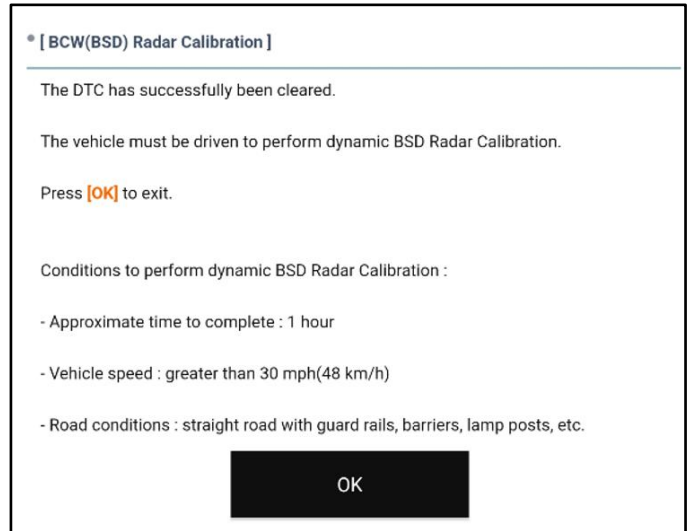 [ BCW(BSD) Radar Calibration ]
The DTC has successfully been cleared.
The vehicle must be driven to perform dynamic BSD Radar Calibration.
Press [OK] to exit.
Conditions to perform dynamic BSD Radar Calibration :
- Approximate time to complete : 1 hour
- Vehicle speed : greater than 30 mph(48 km/h)
- Road conditions : straight road with guard rails, barriers, lamp posts, etc.
OK